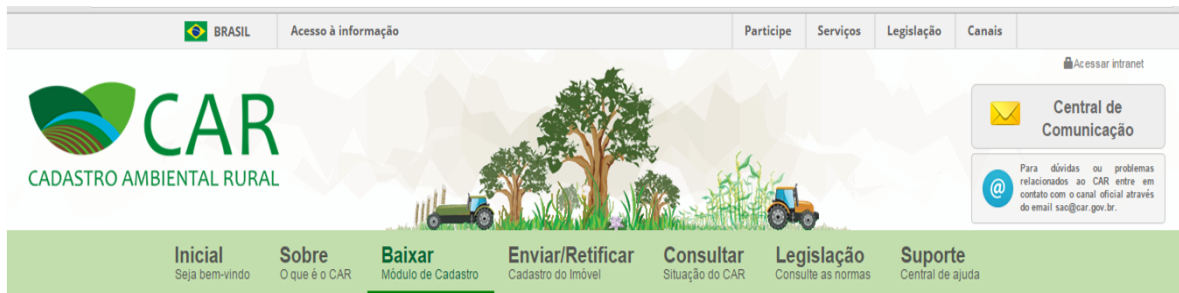 BRASIL
Acesso à informação
Participe
Serviços
Legislação
Canais
Acessar intranet
CAR
CADASTRO AMBIENTAL RURAL
Central de
Comunicação
Para dúvidas ou problemas
relacionados ao CAR entre em
contato com o canal oficial através
do email sac@car.gov.br.
Inicial
Seja bem-vindo
Sobre
O que é o CAR
Baixar
Módulo de Cadastro
Enviar/Retificar
Cadastro do Imóvel
Consultar
Situação do CAR
Legislação
Consulte as normas
Suporte
Central de ajuda